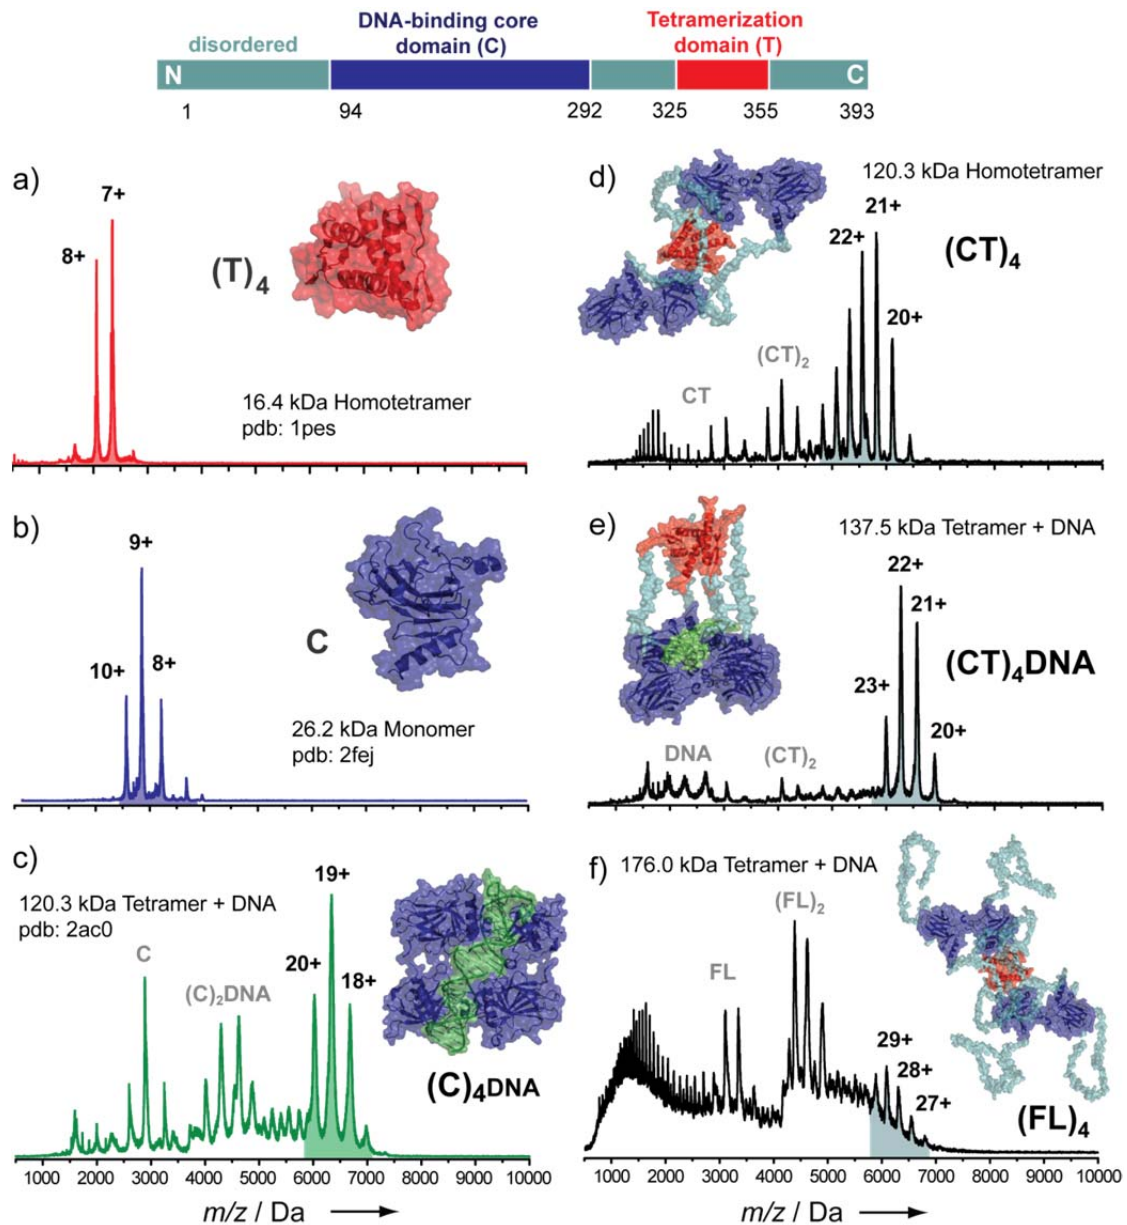 DNA-binding core
domain (C)
Tetramerization
domain (T)
disordered
N
C
1
94
292
325
355
393
a)
7+
8+
(T)4
16.4 kDa Homotetramer
pdb: 1pes
b)
9+
10+
8+
C
26.2 kDa Monomer
pdb: 2fej
c)
120.3 kDa Tetramer + DNA
pdb: 2ac0
C
(C)2DNA
19+
20+
18+
(C)4DNA
1000 2000 3000 4000 5000 6000 7000 8000 9000 10000
m/z / Da
d)
120.3 kDa Homotetramer
21+
22+
20+
(CT)4
(CT)2
CT
e)
137.5 kDa Tetramer + DNA
22+
21+
23+
20+
(CT)4DNA
DNA
(CT)2
f)
176.0 kDa Tetramer + DNA
(FL)2
FL
29+
28+
27+
(FL)4
1000 2000 3000 4000 5000 6000 7000 8000 9000 10000
m/z / Da